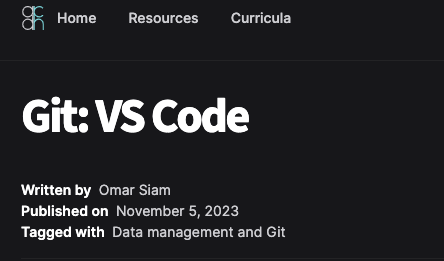 acdh
Home Resources Curricula
Git: VS Code
Written by Omar Siam
Published on November 5, 2023
Tagged with Data management and Git